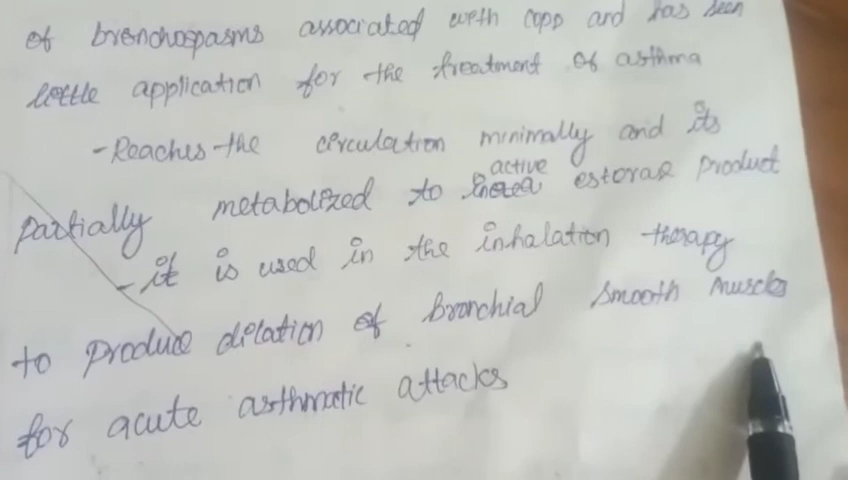 of bronchospasms associated with COPD and has seen
little application for the treatment of asthma
- Reaches the circulation minimally and its
partially metabolized to active product
- it is used in the inhalation therapy
to produce dilation of bronchial smooth muscles
for acute asthmatic attacks